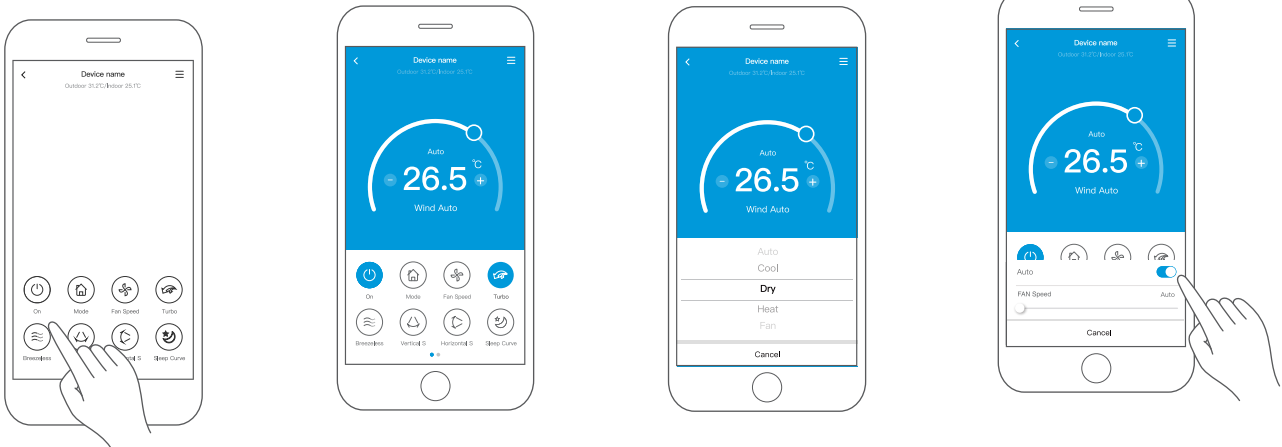 Device name
Outdoor 31.2℃/Indoor 25.1℃
On Mode Fan Speed Turbo
Breezeless Sleep Curve
Device name
Outdoor 31.2℃/Indoor 25.1℃
Auto
26.5 ℃
Wind Auto
On Mode Fan Speed Turbo
Breezeless Vertical S Horizontal S Sleep Curve
Device name
Outdoor 31.2℃/Indoor 25.1℃
Auto
26.5 ℃
Wind Auto
Auto
Cool
Dry
Heat
Fan
Cancel
Device name
Outdoor 31.2℃/Indoor 25.1℃
Auto
26.5 ℃
Wind Auto
Auto
FAN Speed Auto
Cancel